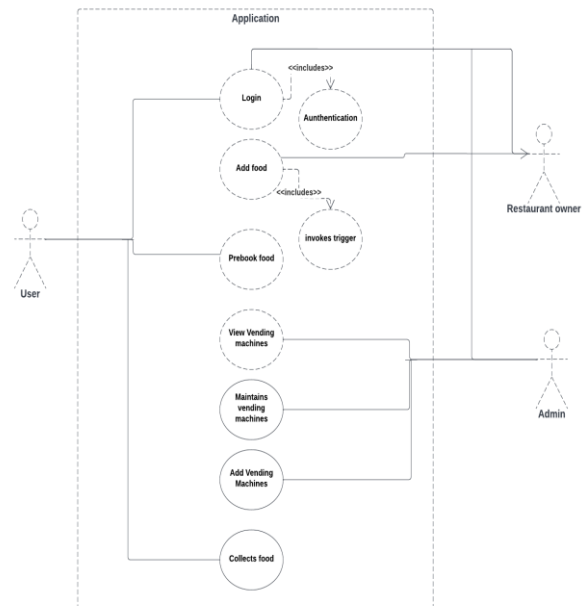 Application
<<includes>>
Login
Aunthentication
Add food
<<includes>>
Restaurant owner
invokes trigger
Prebook food
User
View Vending
machines
Maintains
vending
machines
Admin
Add Vending
Machines
Collects food